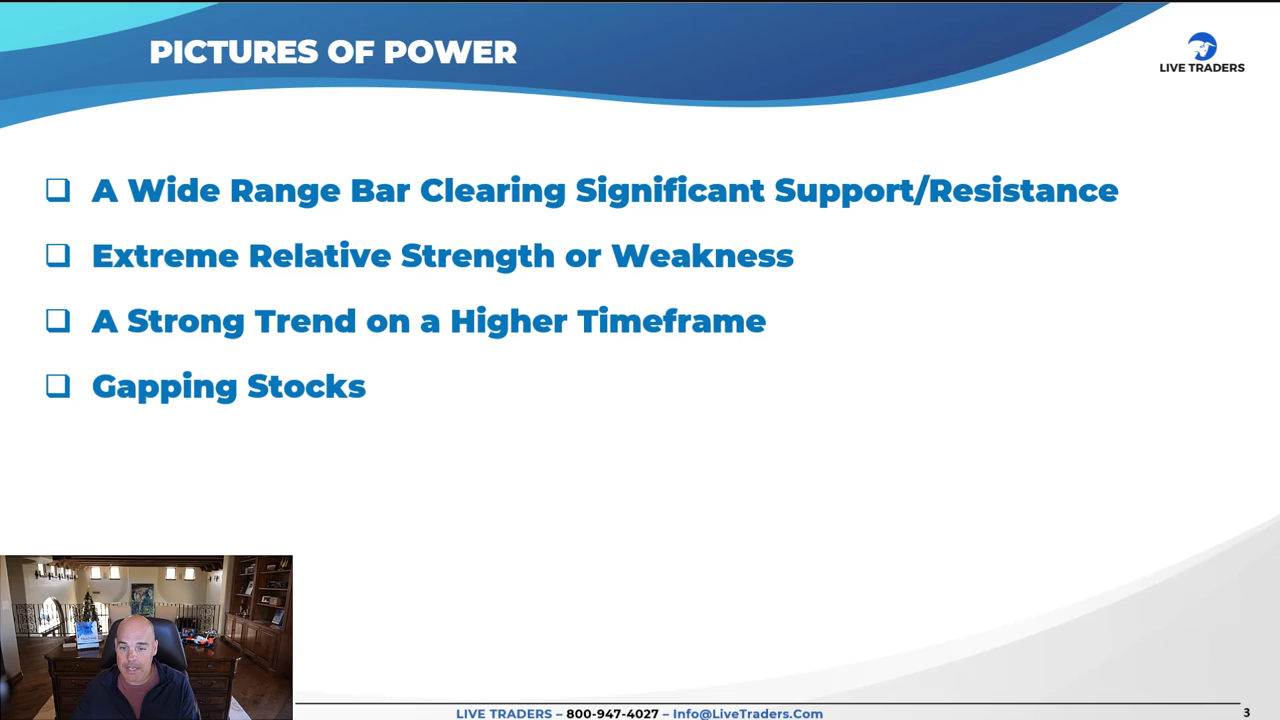 PICTURES OF POWER
LIVE TRADERS
❑ A Wide Range Bar Clearing Significant Support/Resistance
❑ Extreme Relative Strength or Weakness
❑ A Strong Trend on a Higher Timeframe
❑ Gapping Stocks
LIVE TRADERS – 800-947-4027 – Info@LiveTraders.Com
3